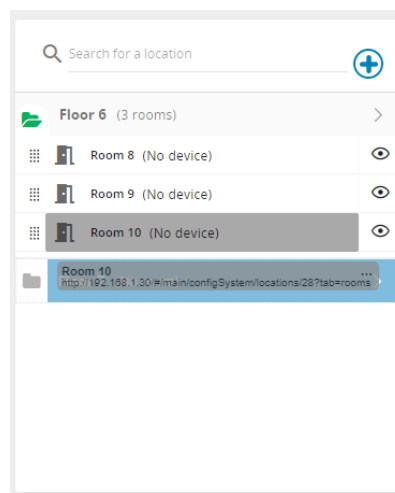 Search for a location
Floor 6 (3 rooms)
Room 8 (No device)
Room 9 (No device)
Room 10 (No device)
Room 10 ...
http://192.168.1.30/#/main/configSystem/locations/28?tab=rooms